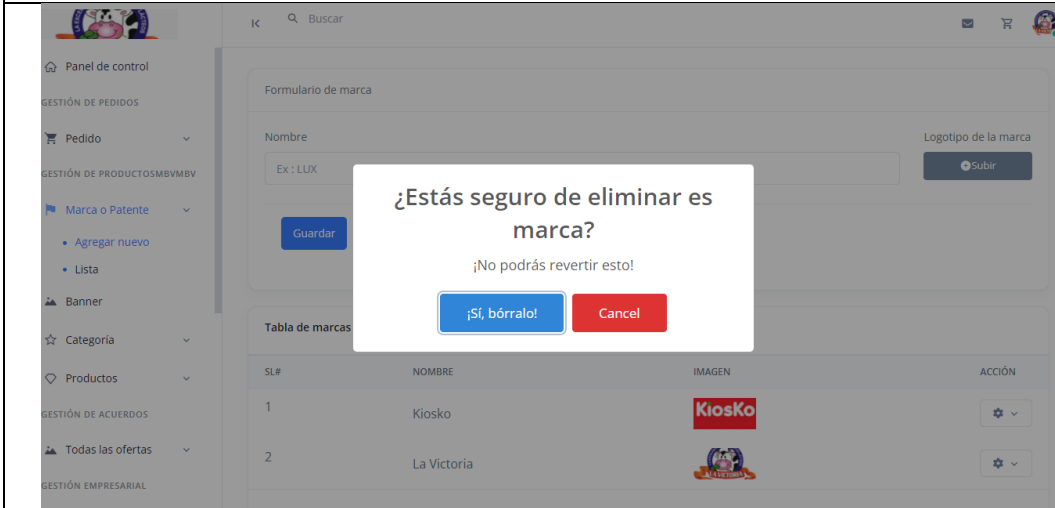 Buscar
Panel de control
GESTIÓN DE PEDIDOS
Pedido
GESTIÓN DE PRODUCTOSMBVMBV
Marca o Patente
Agregar nuevo
Lista
Banner
Categoría
Productos
GESTIÓN DE ACUERDOS
Todas las ofertas
GESTIÓN EMPRESARIAL
Formulario de marca
Nombre
Logotipo de la marca
Ex : LUX
Subir
Guardar
¿Estás seguro de eliminar es
marca?
¡No podrás revertir esto!
¡Sí, bórralo!
Cancel
Tabla de marcas
SL# NOMBRE IMAGEN ACCIÓN
1 Kiosko KiosKo
2 La Victoria LA VICTORIA